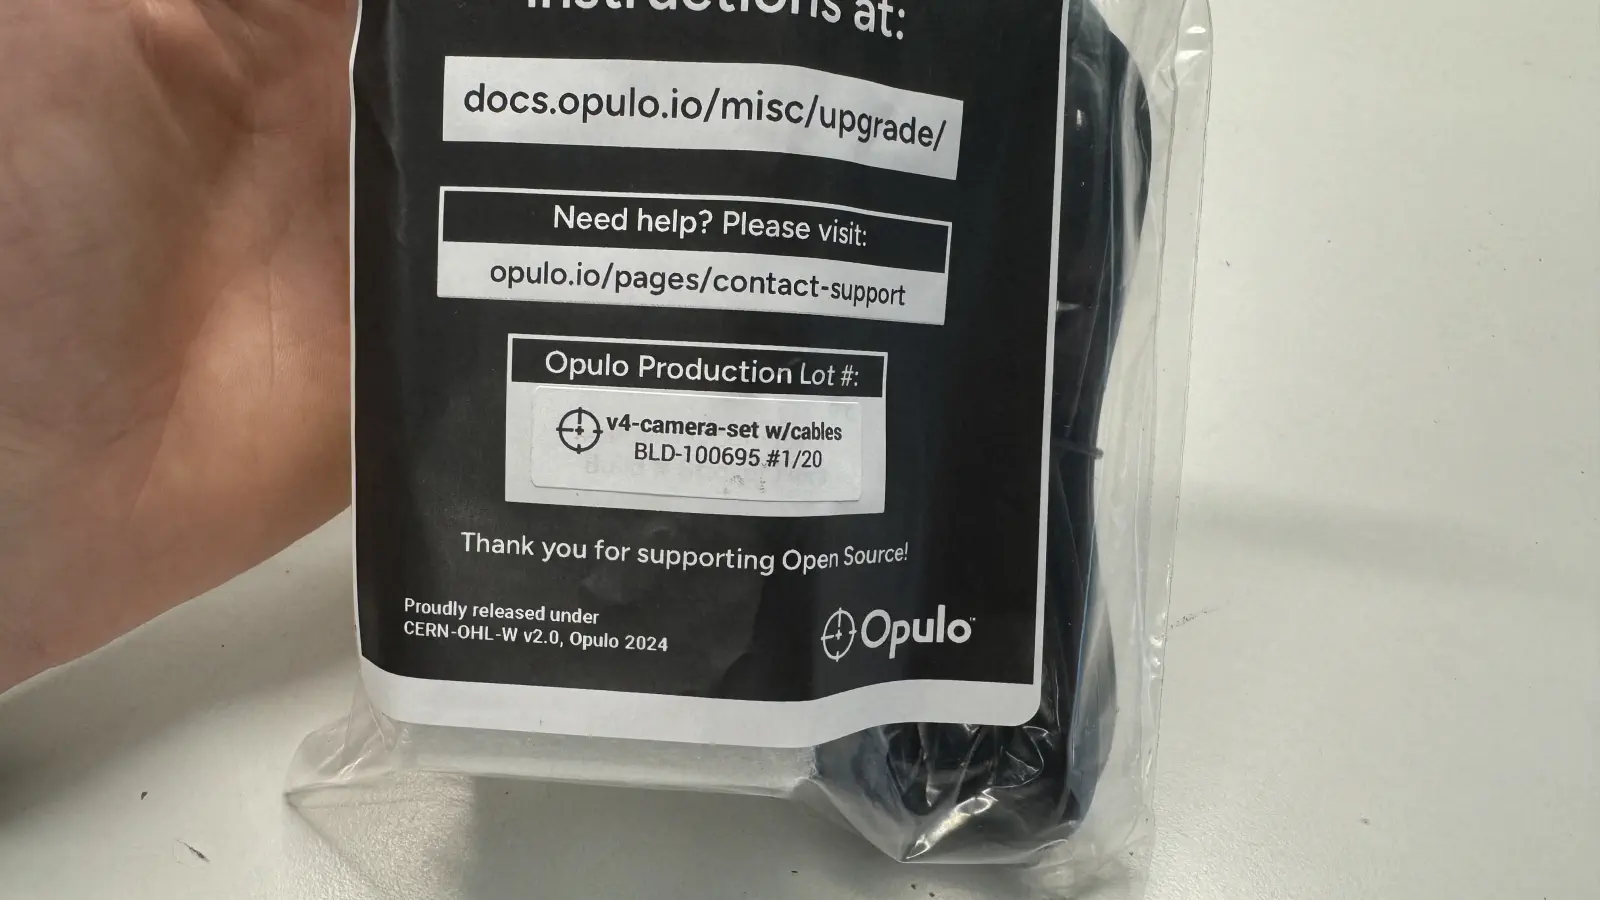 instructions at:
docs.opulo.io/misc/upgrade/
Need help? Please visit:
opulo.io/pages/contact-support
Opulo Production Lot #:
v4-camera-set w/cables
BLD-100695 #1/20
Thank you for supporting Open Source!
Proudly released under
CERN-OHL-W v2.0, Opulo 2024
Opulo™